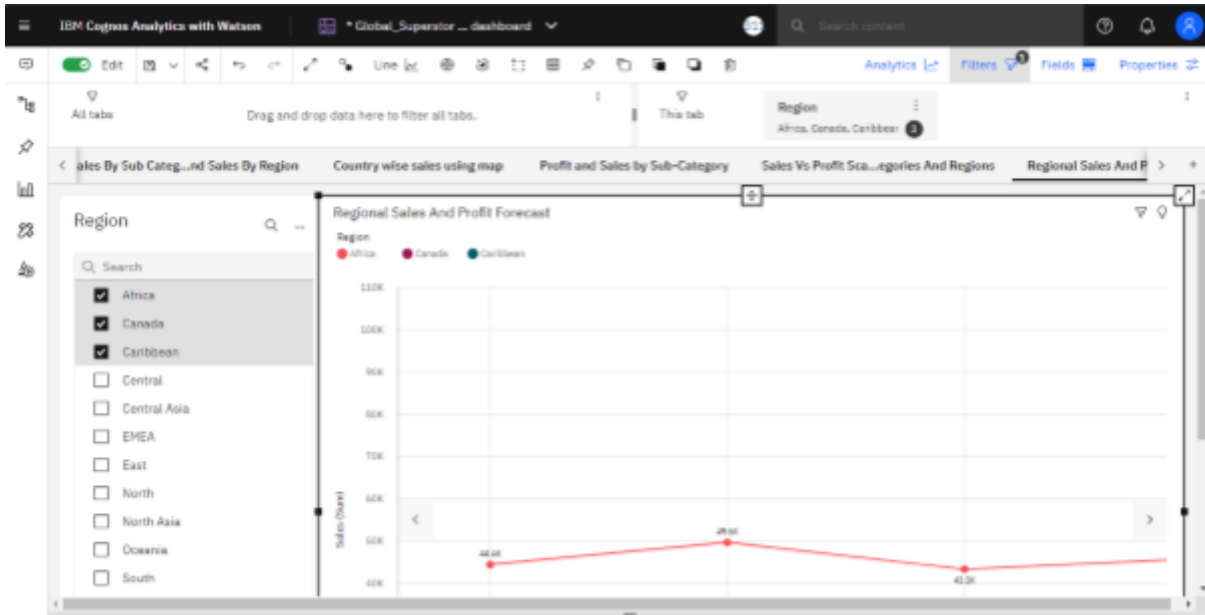 IBM Cognos Analytics with Watson
* Global_Superstor ... dashboard
Search content
Edit
Line
Analytics
Filters
Fields
Properties
All tabs
Drag and drop data here to filter all tabs.
This tab
Region
Africa, Canada, Caribbean 3
ales By Sub Categ...nd Sales By Region
Country wise sales using map
Profit and Sales by Sub-Category
Sales Vs Profit Sca...egories And Regions
Regional Sales And P
Region
Search
Africa
Canada
Caribbean
Central
Central Asia
EMEA
East
North
North Asia
Oceania
South
Regional Sales And Profit Forecast
Region
Africa
Canada
Caribbean
110K
100K
90K
80K
70K
60K
50K
40K
Sales (Sum)